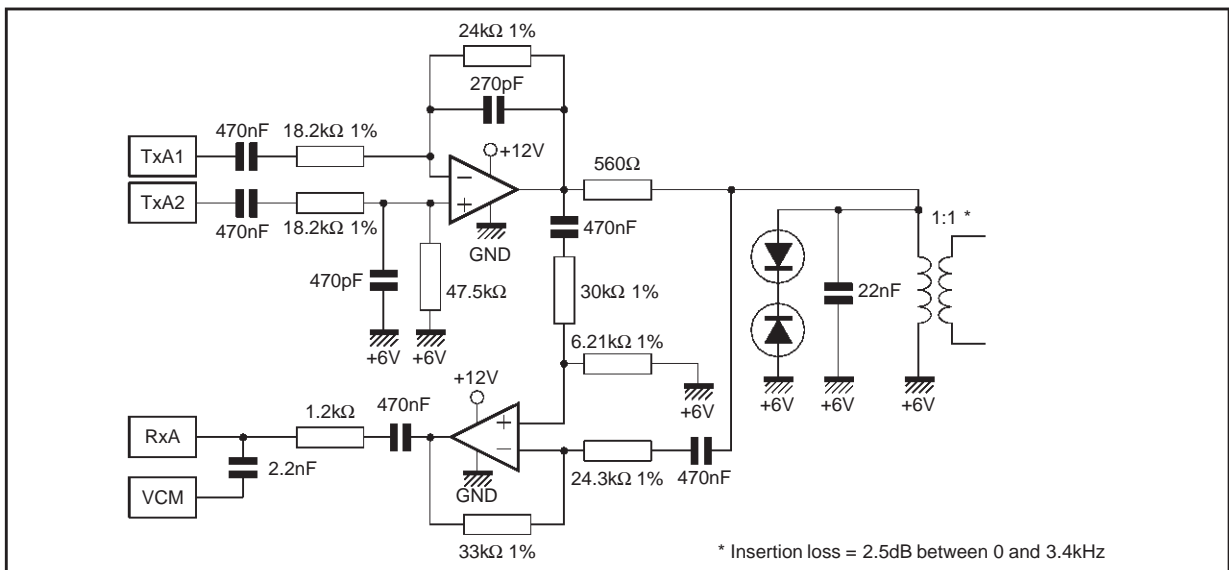 24kΩ 1%
270pF
470nF
18.2kΩ 1%
TxA1
+12V
560Ω
TxA2
1:1 *
470nF
18.2kΩ 1%
GND
470nF
470pF
47.5kΩ
30kΩ 1%
22nF
+6V
+6V
6.21kΩ 1%
+12V
+6V
+6V
+6V
+6V
1.2kΩ
470nF
RxA
2.2nF
24.3kΩ 1%
470nF
VCM
GND
33kΩ 1%
* Insertion loss = 2.5dB between 0 and 3.4kHz